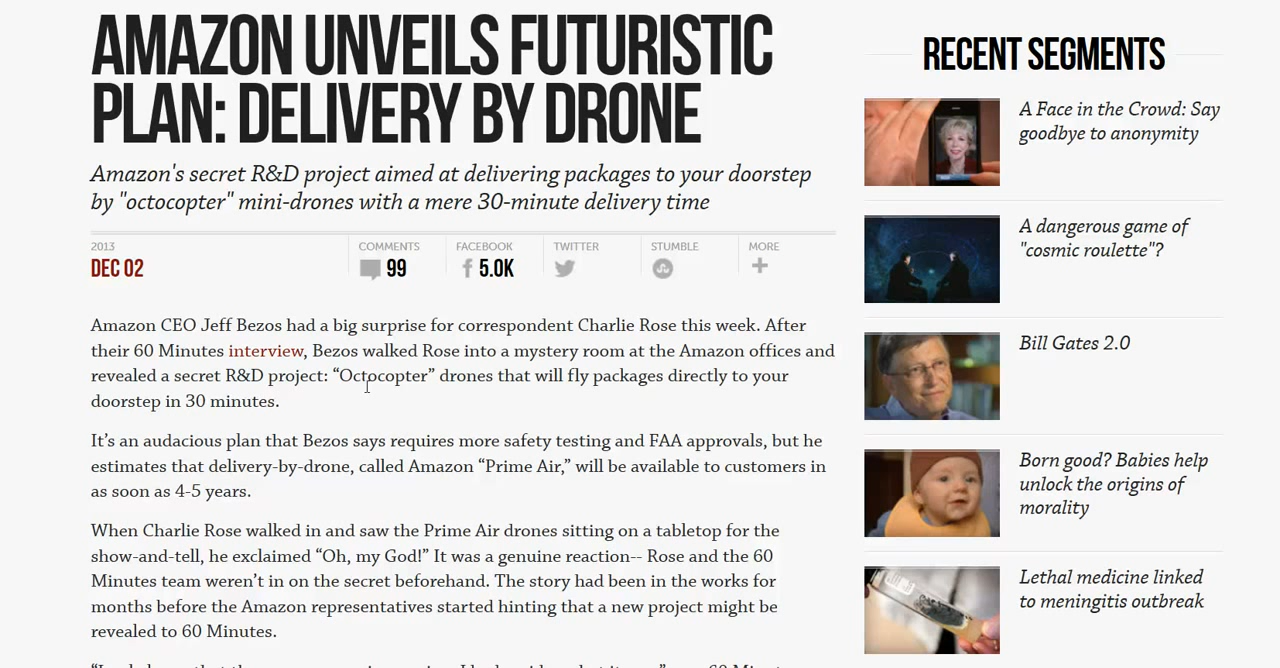 AMAZON UNVEILS FUTURISTIC
PLAN: DELIVERY BY DRONE
Amazon's secret R&D project aimed at delivering packages to your doorstep
by "octocopter" mini-drones with a mere 30-minute delivery time
2013
DEC 02
COMMENTS
99
FACEBOOK
5.0K
TWITTER
STUMBLE
MORE
Amazon CEO Jeff Bezos had a big surprise for correspondent Charlie Rose this week. After
their 60 Minutes interview, Bezos walked Rose into a mystery room at the Amazon offices and
revealed a secret R&D project: “Octocopter” drones that will fly packages directly to your
doorstep in 30 minutes.
It’s an audacious plan that Bezos says requires more safety testing and FAA approvals, but he
estimates that delivery-by-drone, called Amazon “Prime Air,” will be available to customers in
as soon as 4-5 years.
When Charlie Rose walked in and saw the Prime Air drones sitting on a tabletop for the
show-and-tell, he exclaimed “Oh, my God!” It was a genuine reaction-- Rose and the 60
Minutes team weren’t in on the secret beforehand. The story had been in the works for
months before the Amazon representatives started hinting that a new project might be
revealed to 60 Minutes.
RECENT SEGMENTS
A Face in the Crowd: Say
goodbye to anonymity
A dangerous game of
"cosmic roulette"?
Bill Gates 2.0
Born good? Babies help
unlock the origins of
morality
Lethal medicine linked
to meningitis outbreak